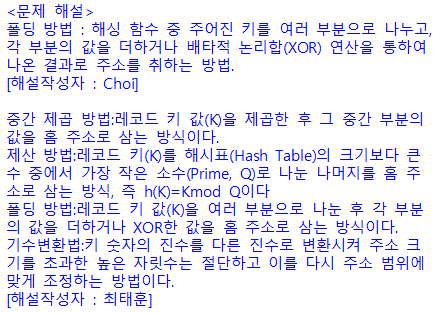 <문제 해설>
폴딩 방법 : 해싱 함수 중 주어진 키를 여러 부분으로 나누고,
각 부분의 값을 더하거나 배타적 논리합(XOR) 연산을 통하여
나온 결과로 주소를 취하는 방법.
[해설작성자 : Choi]

중간 제곱 방법:레코드 키 값(K)을 제곱한 후 그 중간 부분의
값을 홈 주소로 삼는 방식이다.
제산 방법:레코드 키(K)를 해시표(Hash Table)의 크기보다 큰
수 중에서 가장 작은 소수(Prime, Q)로 나눈 나머지를 홈 주
소로 삼는 방식, 즉 h(K)=Kmod Q이다
폴딩 방법:레코드 키 값(K)을 여러 부분으로 나눈 후 각 부분
의 값을 더하거나 XOR한 값을 홈 주소로 삼는 방식이다.
기수변환법:키 숫자의 진수를 다른 진수로 변환시켜 주소 크
기를 초과한 높은 자릿수는 절단하고 이를 다시 주소 범위에
맞게 조정하는 방법이다.
[해설작성자 : 최태훈]